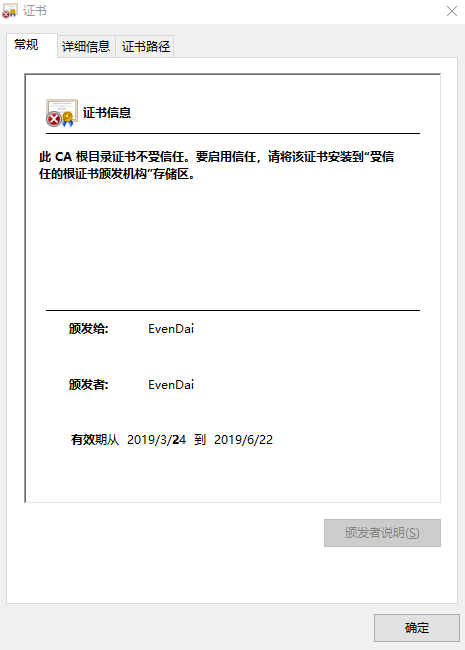 证书
常规 详细信息 证书路径
证书信息
此 CA 根目录证书不受信任。要启用信任，请将该证书安装到“受信
任的根证书颁发机构”存储区。
颁发给: EvenDai
颁发者: EvenDai
有效期从 2019/3/24 到 2019/6/22
颁发者说明(S)
确定